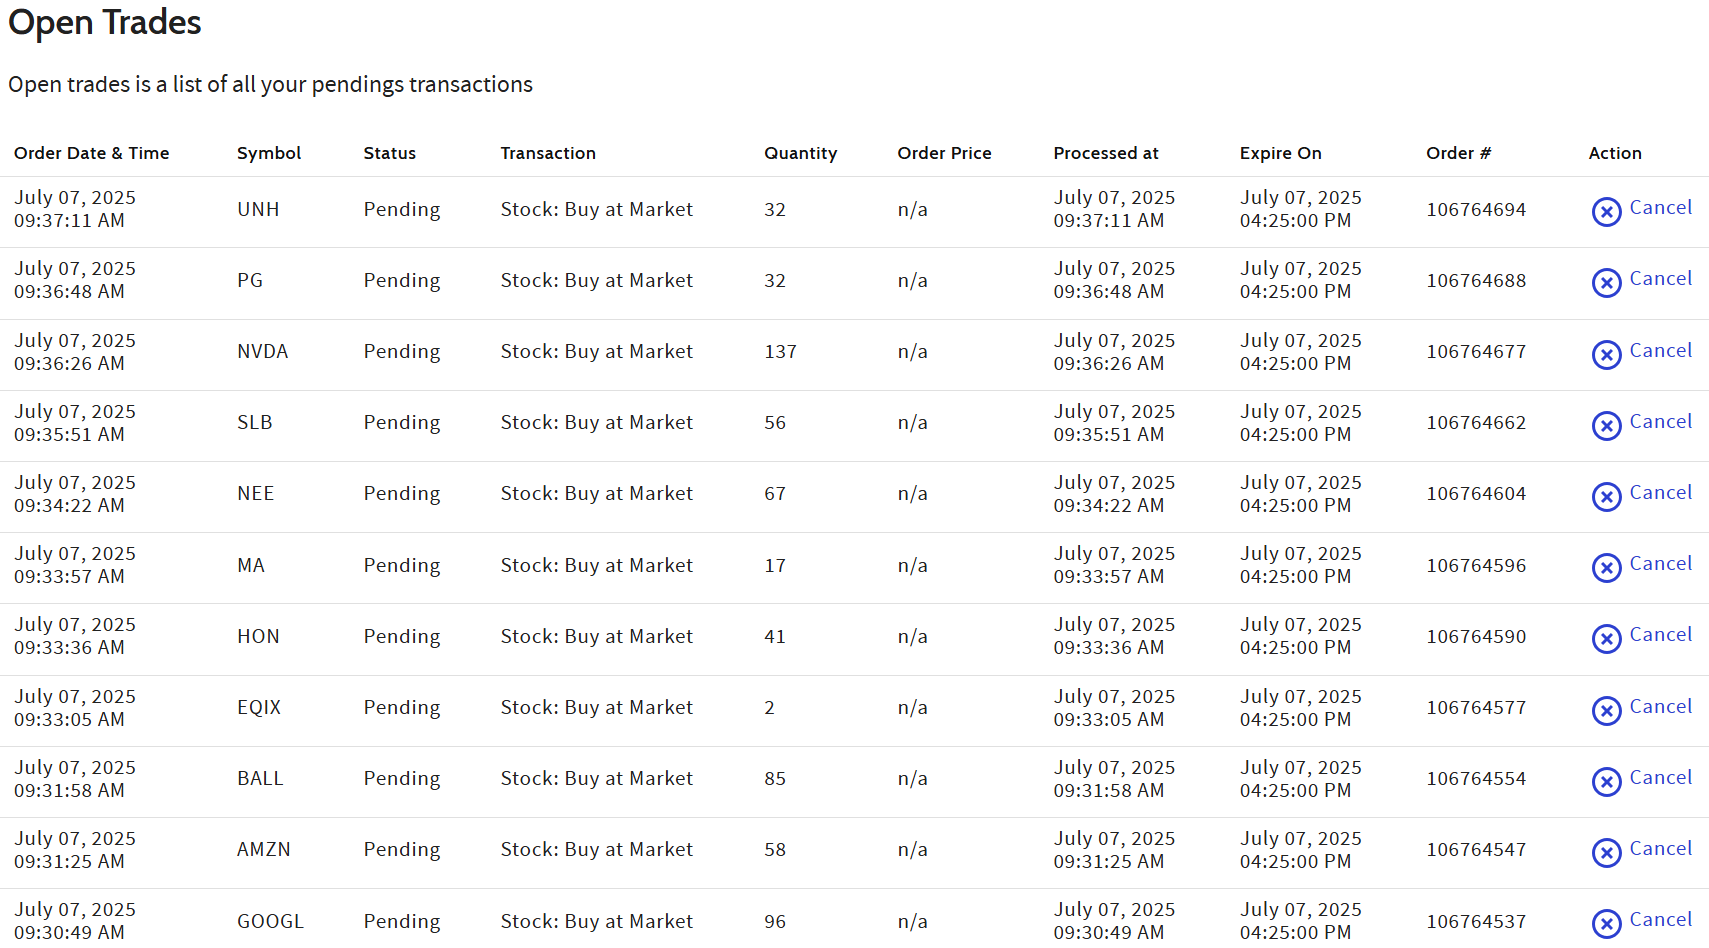 Open Trades
Open trades is a list of all your pendings transactions
Order Date & Time Symbol Status Transaction Quantity Order Price Processed at Expire On Order # Action
July 07, 2025 July 07, 2025 July 07, 2025
UNH Pending Stock: Buy at Market 32 n/a 106764694 Cancel
09:37:11 AM 09:37:11 AM 04:25:00 PM
July 07, 2025 July 07, 2025 July 07, 2025
PG Pending Stock: Buy at Market 32 n/a 106764688 Cancel
09:36:48 AM 09:36:48 AM 04:25:00 PM
July 07, 2025 July 07, 2025 July 07, 2025
NVDA Pending Stock: Buy at Market 137 n/a 106764677 Cancel
09:36:26 AM 09:36:26 AM 04:25:00 PM
July 07, 2025 July 07, 2025 July 07, 2025
SLB Pending Stock: Buy at Market 56 n/a 106764662 Cancel
09:35:51 AM 09:35:51 AM 04:25:00 PM
July 07, 2025 July 07, 2025 July 07, 2025
NEE Pending Stock: Buy at Market 67 n/a 106764604 Cancel
09:34:22 AM 09:34:22 AM 04:25:00 PM
July 07, 2025 July 07, 2025 July 07, 2025
MA Pending Stock: Buy at Market 17 n/a 106764596 Cancel
09:33:57 AM 09:33:57 AM 04:25:00 PM
July 07, 2025 July 07, 2025 July 07, 2025
HON Pending Stock: Buy at Market 41 n/a 106764590 Cancel
09:33:36 AM 09:33:36 AM 04:25:00 PM
July 07, 2025 July 07, 2025 July 07, 2025
EQIX Pending Stock: Buy at Market 2 n/a 106764577 Cancel
09:33:05 AM 09:33:05 AM 04:25:00 PM
July 07, 2025 July 07, 2025 July 07, 2025
BALL Pending Stock: Buy at Market 85 n/a 106764554 Cancel
09:31:58 AM 09:31:58 AM 04:25:00 PM
July 07, 2025 July 07, 2025 July 07, 2025
AMZN Pending Stock: Buy at Market 58 n/a 106764547 Cancel
09:31:25 AM 09:31:25 AM 04:25:00 PM
July 07, 2025 July 07, 2025 July 07, 2025
GOOGL Pending Stock: Buy at Market 96 n/a 106764537 Cancel
09:30:49 AM 09:30:49 AM 04:25:00 PM